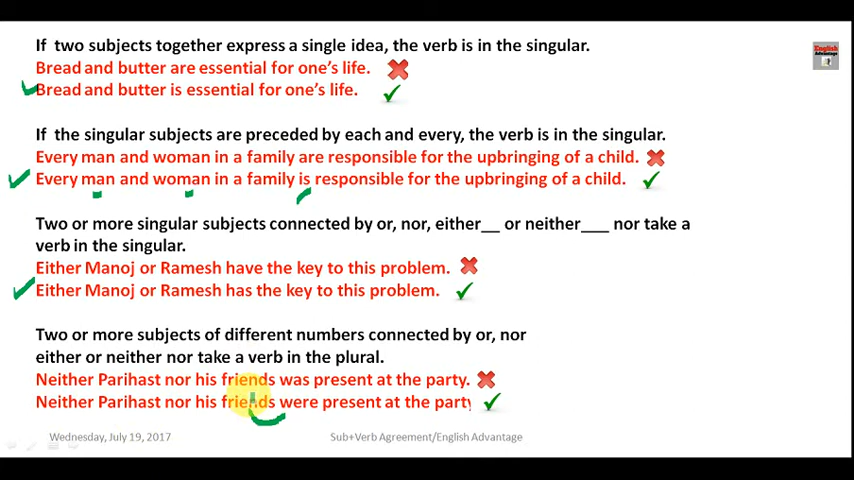 If two subjects together express a single idea, the verb is in the singular.
Bread and butter are essential for one's life.
Bread and butter is essential for one's life.
If the singular subjects are preceded by each and every, the verb is in the singular.
Every man and woman in a family are responsible for the upbringing of a child.
Every man and woman in a family is responsible for the upbringing of a child.
Two or more singular subjects connected by or, nor, either__ or neither___ nor take a
verb in the singular.
Either Manoj or Ramesh have the key to this problem.
Either Manoj or Ramesh has the key to this problem.
Two or more subjects of different numbers connected by or, nor
either or neither nor take a verb in the plural.
Neither Parihast nor his friends was present at the party.
Neither Parihast nor his friends were present at the party
Wednesday, July 19, 2017
Sub+Verb Agreement/English Advantage
English
Advantage